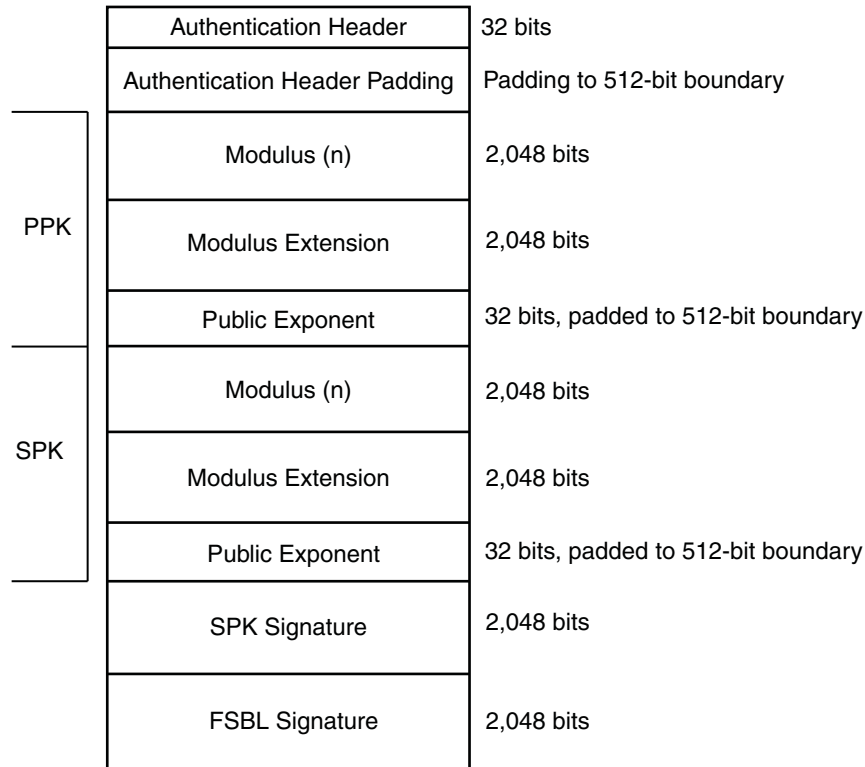 Authentication Header 32 bits
Authentication Header Padding Padding to 512-bit boundary
Modulus (n) 2,048 bits
PPK
Modulus Extension 2,048 bits
Public Exponent 32 bits, padded to 512-bit boundary
Modulus (n) 2,048 bits
SPK
Modulus Extension 2,048 bits
Public Exponent 32 bits, padded to 512-bit boundary
SPK Signature 2,048 bits
FSBL Signature 2,048 bits